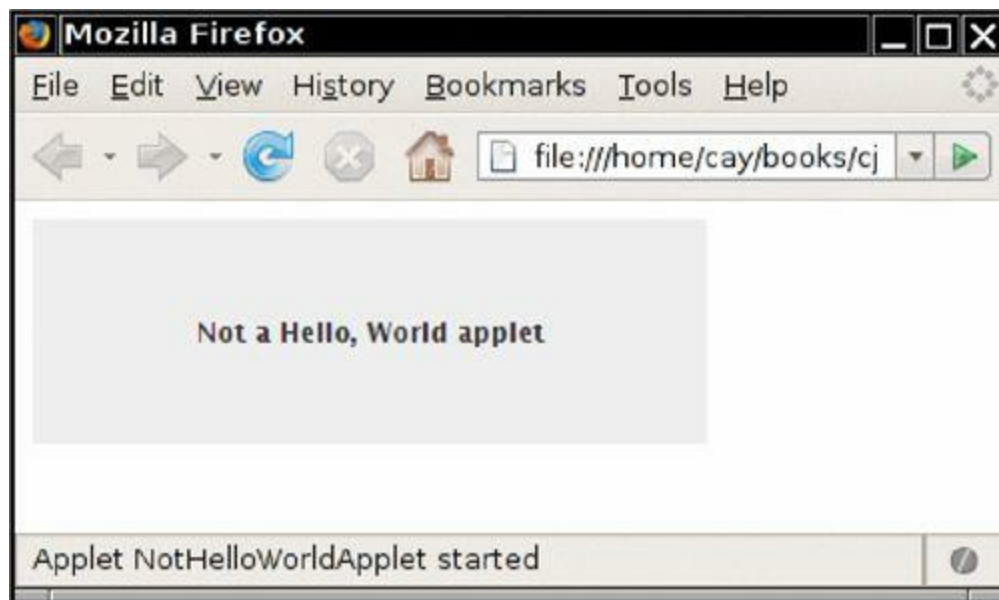 Mozilla Firefox
File Edit View History Bookmarks Tools Help
file:///home/cay/books/cj
Not a Hello, World applet
Applet NotHelloWorldApplet started